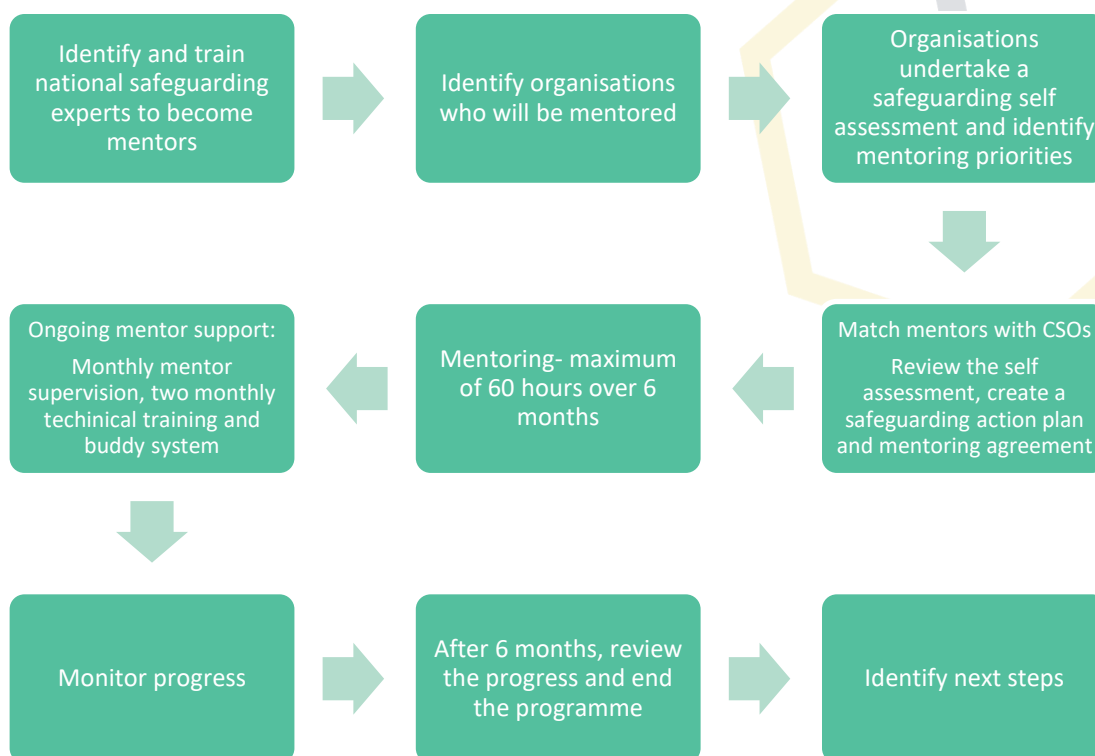 Identify and train
national safeguarding
experts to become
mentors
Identify organisations
who will be mentored
Organisations
undertake a
safeguarding self
assessment and identify
mentoring priorities
Match mentors with CSOs
Review the self
assessment, create a
safeguarding action plan
and mentoring agreement
Mentoring- maximum
of 60 hours over 6
months
Ongoing mentor support:
Monthly mentor
supervision, two monthly
techinical training and
buddy system
Monitor progress
After 6 months, review
the progress and end
the programme
Identify next steps